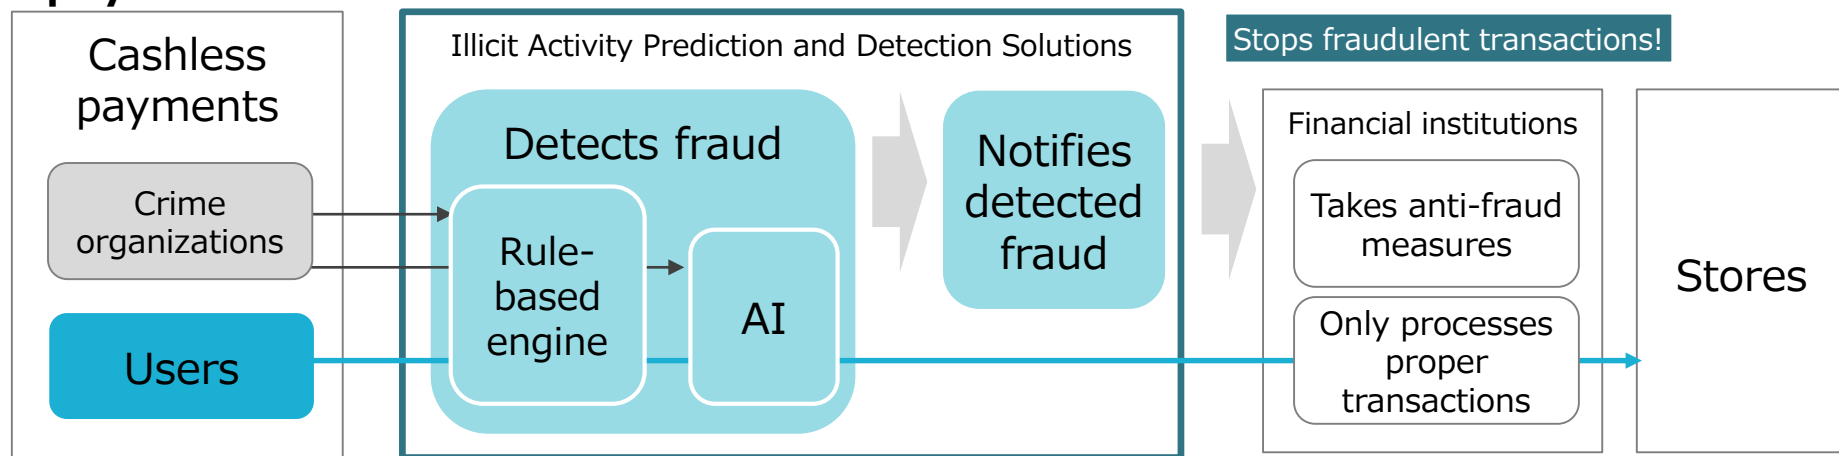 Cashless
payments
Crime
organizations
Users
Illicit Activity Prediction and Detection Solutions
Detects fraud
Rule-
based
engine
AI
Notifies
detected
fraud
Stops fraudulent transactions!
Financial institutions
Takes anti-fraud
measures
Only processes
proper
transactions
Stores